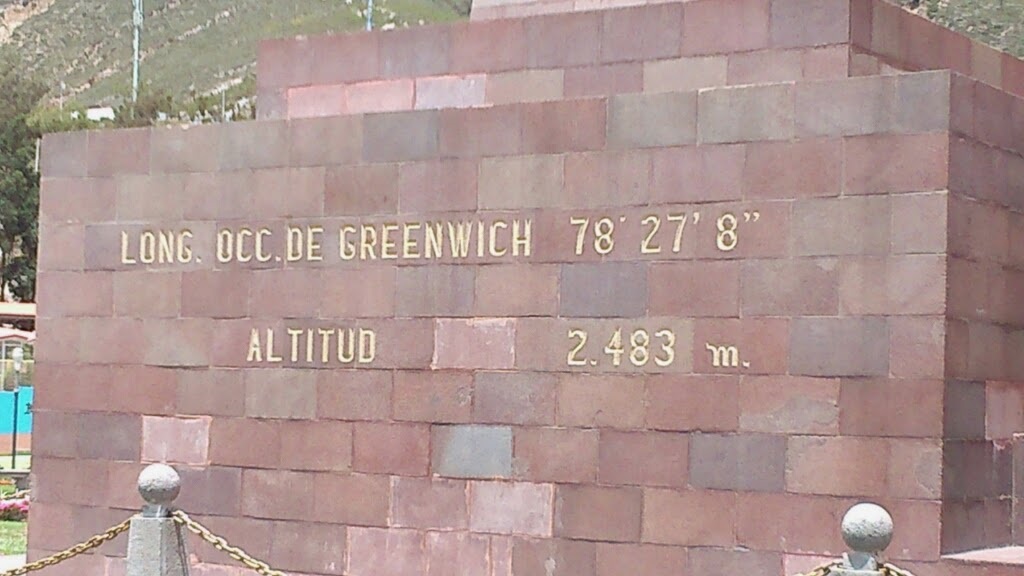 LONG. OCC. DE GREENWICH 78° 27' 8"
ALTITUD 2.483 m.